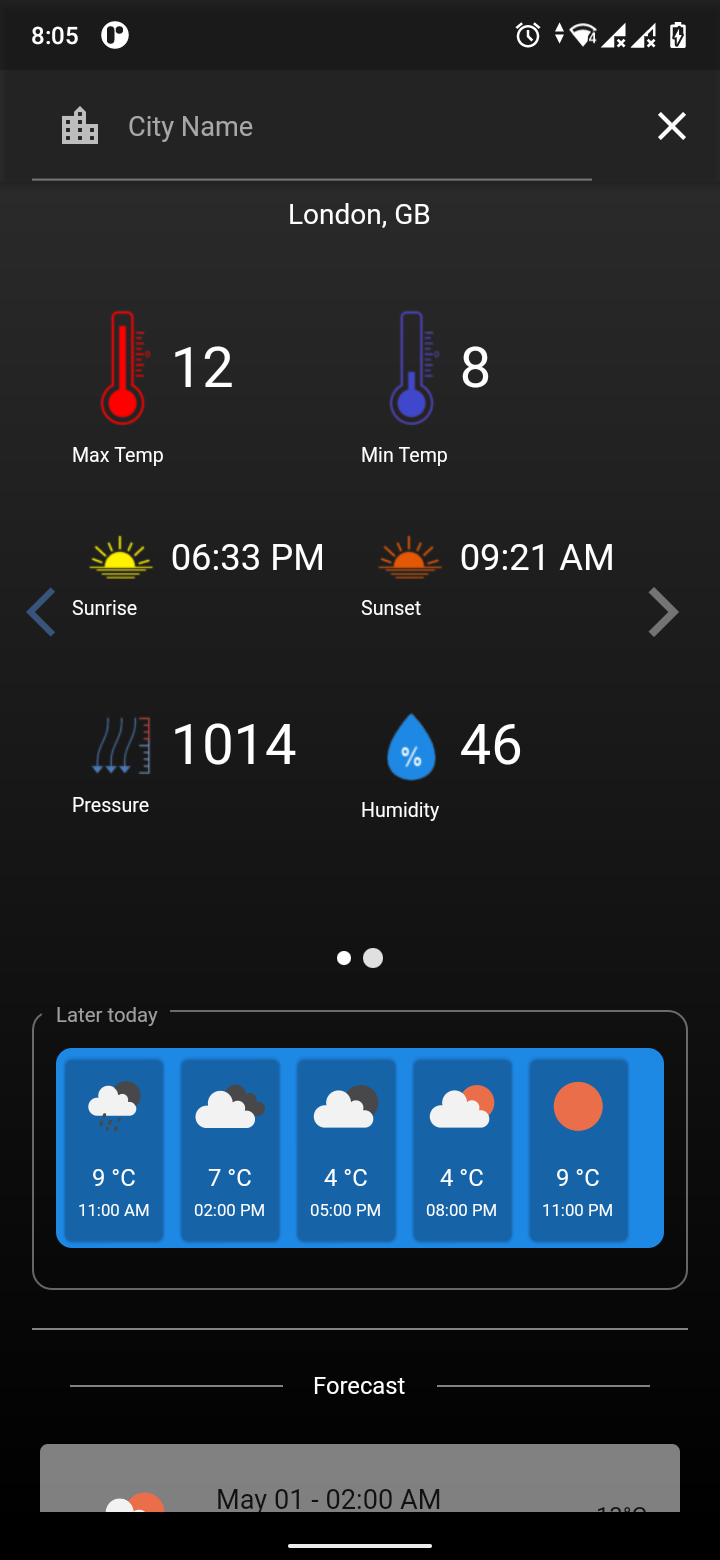 8:05
4
City Name
London, GB
12
8
Max Temp
Min Temp
06:33 PM
09:21 AM
Sunrise
Sunset
1014
%
46
Pressure
Humidity
Later today
9 °C
7 °C
4 °C
4 °C
9 °C
11:00 AM
02:00 PM
05:00 PM
08:00 PM
11:00 PM
Forecast
May 01 - 02:00 AM